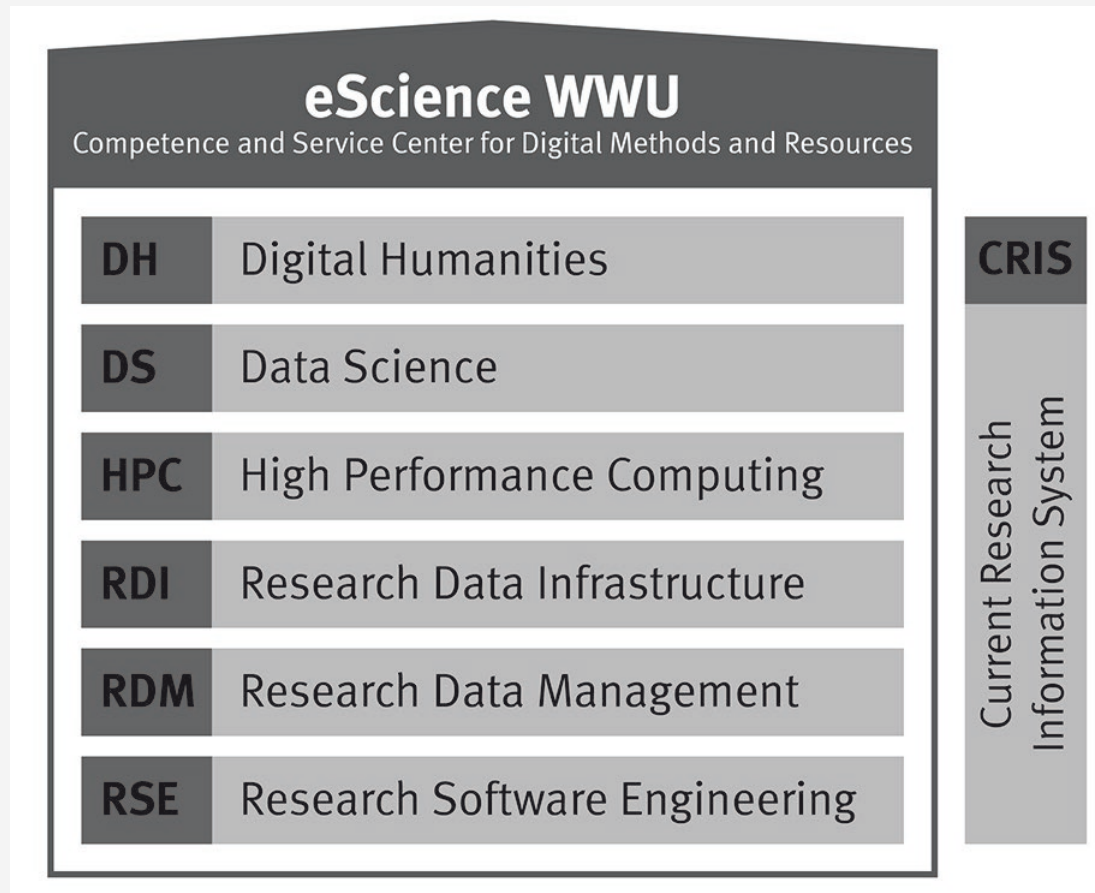 eScience WWU
Competence and Service Center for Digital Methods and Resources
DH Digital Humanities
DS Data Science
HPC High Performance Computing
RDI Research Data Infrastructure
RDM Research Data Management
RSE Research Software Engineering
CRIS
Current Research
Information System